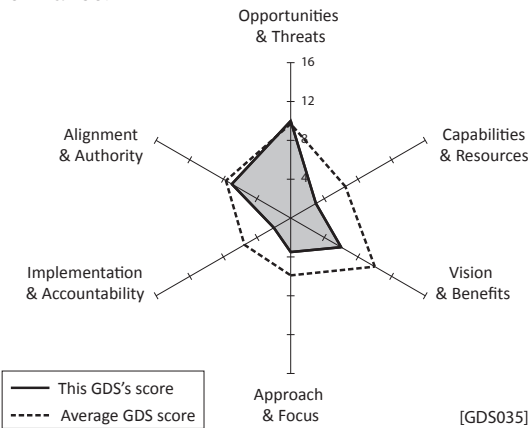 Opportunities
& Threats
16
12
8
4
Alignment
& Authority
Capabilities
& Resources
Implementation
& Accountability
Vision
& Benefits
This GDS's score
Average GDS score
Approach
& Focus
[GDS035]